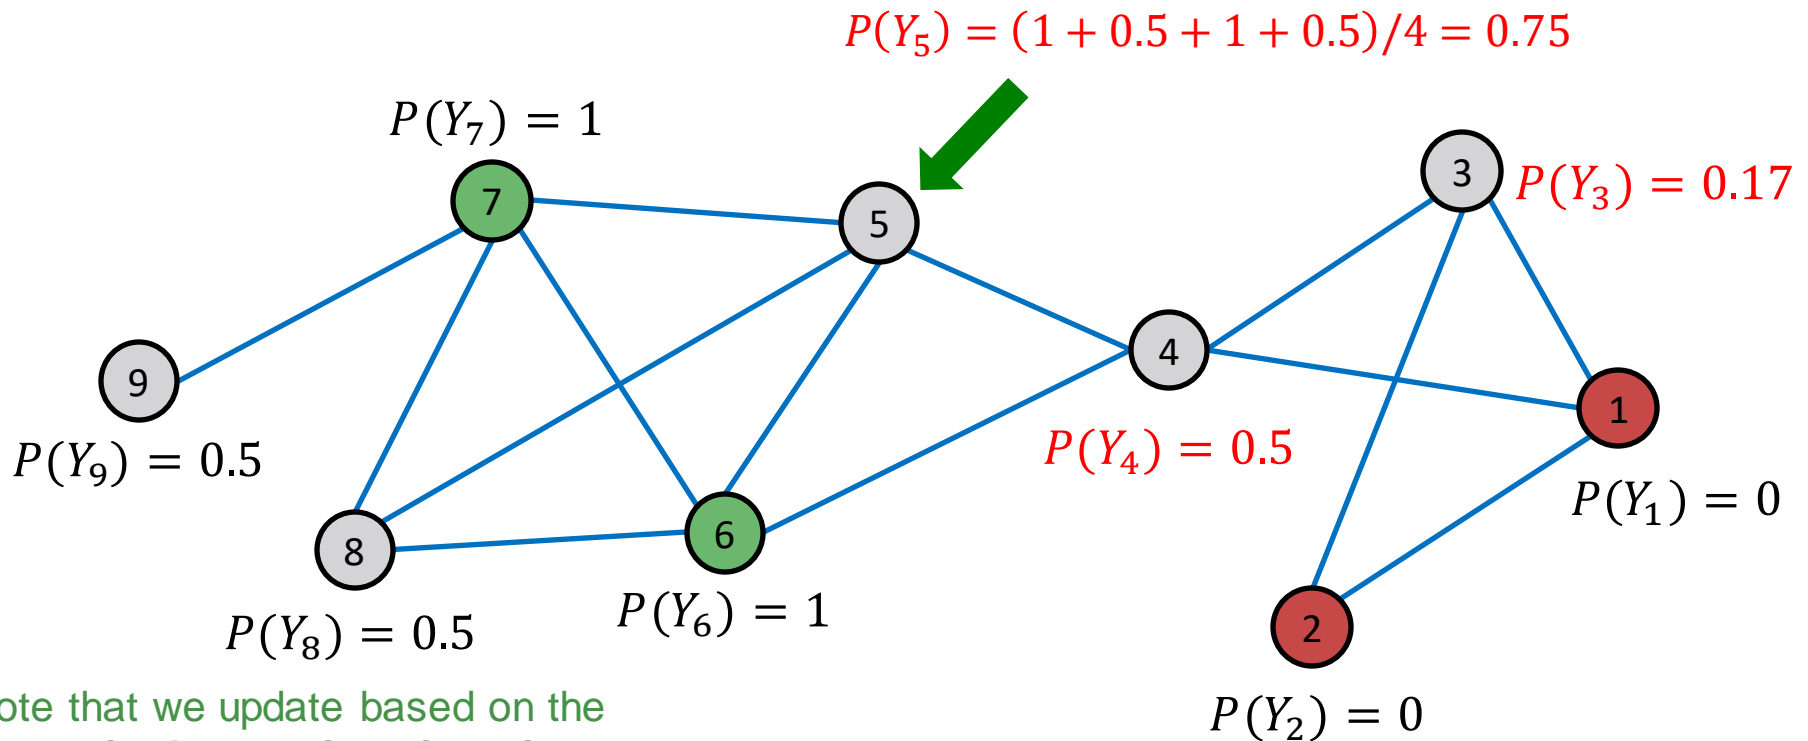 P(Y₅) = (1 + 0.5 + 1 + 0.5)/4 = 0.75
P(Y₇) = 1
7
5
3
P(Y₃) = 0.17
9
4
1
P(Y₉) = 0.5
P(Y₄) = 0.5
P(Y₁) = 0
8
6
P(Y₈) = 0.5
P(Y₆) = 1
2
P(Y₂) = 0
ote that we update based on the